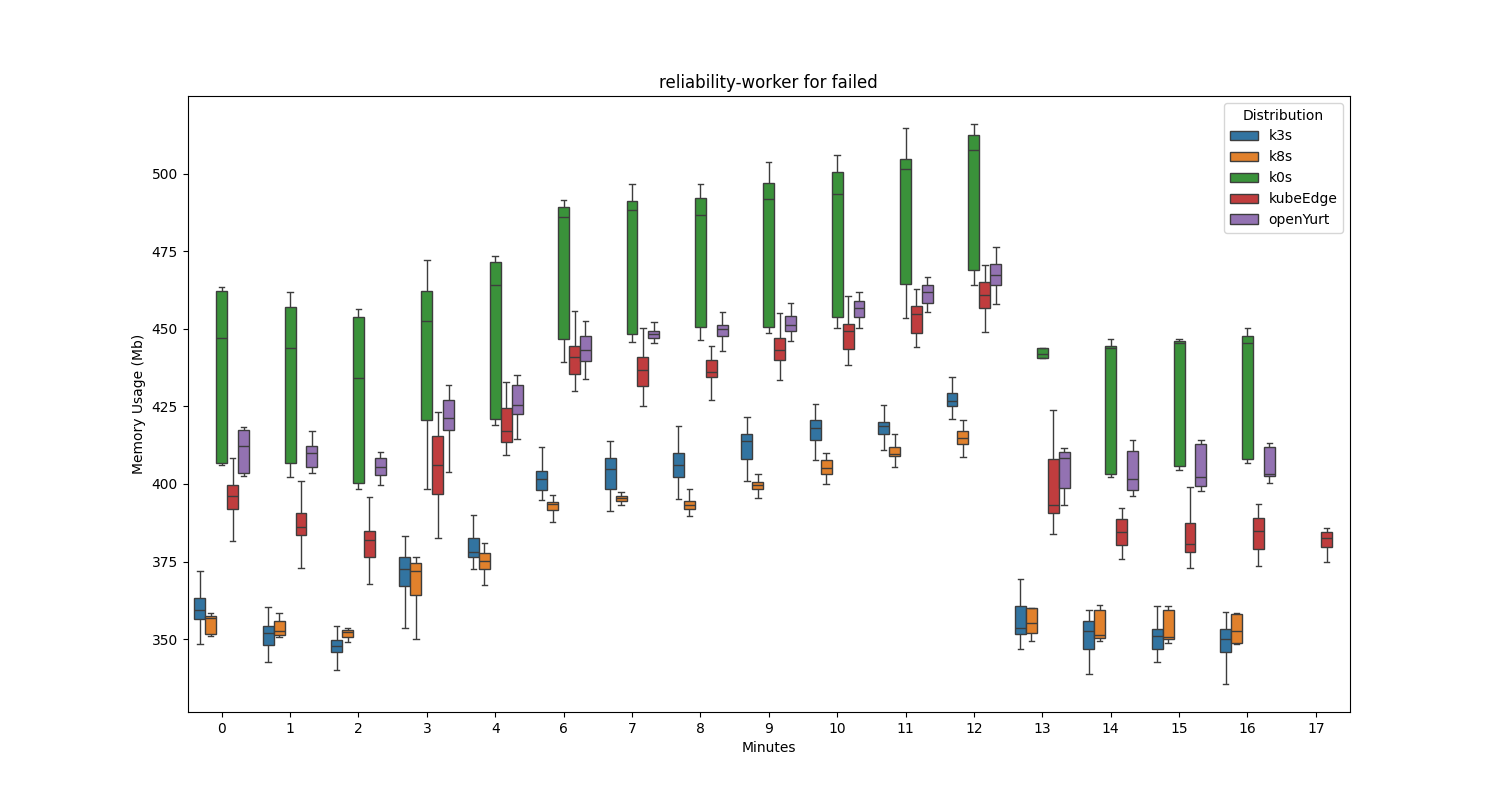 reliability-worker for failed
Distribution
k3s
k8s
k0s
kubeEdge
openYurt
Memory Usage (Mb)
500
475
450
425
400
375
350
0 1 2 3 4 6 7 8 9 10 11 12 13 14 15 16 17
Minutes